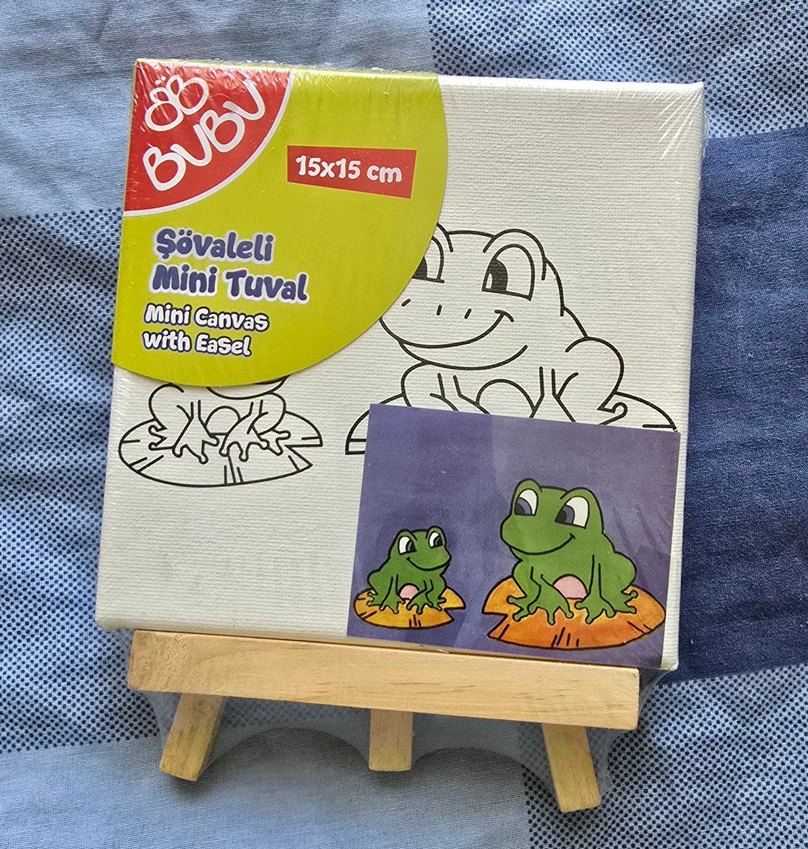 BUBU
15x15 cm
Şövaleli
Mini Tuval
Mini Canvas
with Easel